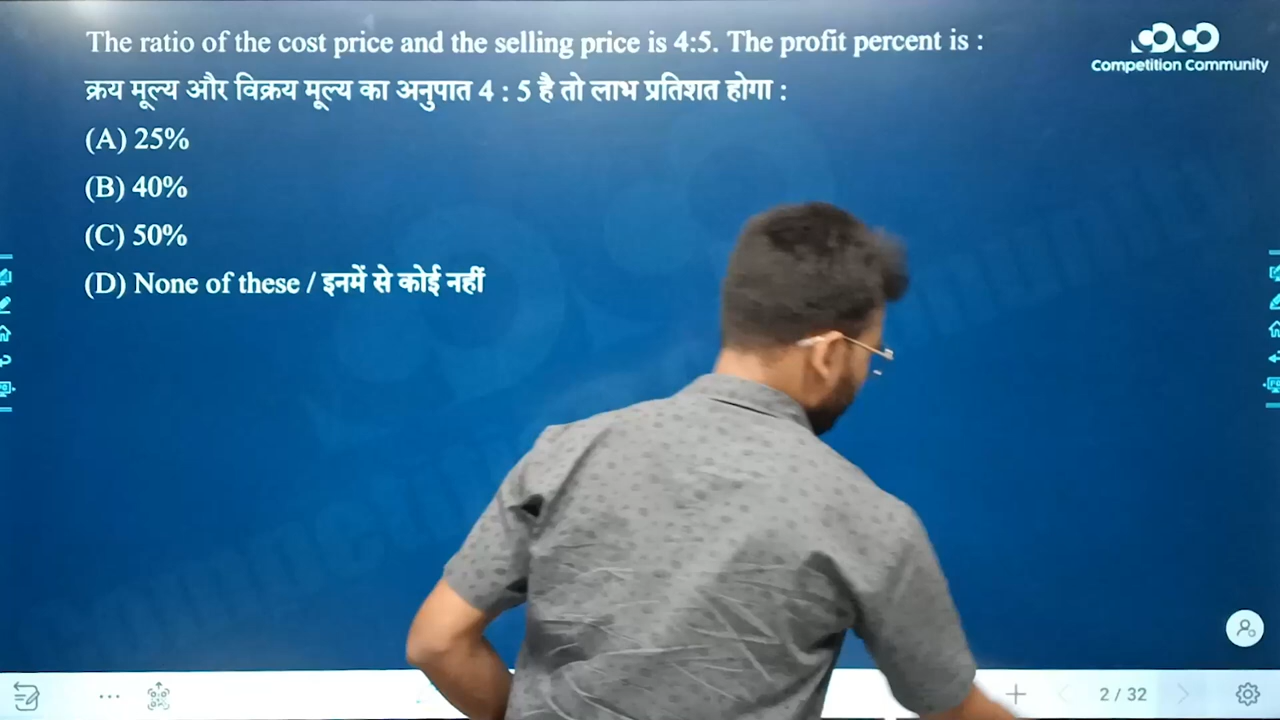 The ratio of the cost price and the selling price is 4:5. The profit percent is :
क्रय मूल्य और विक्रय मूल्य का अनुपात 4 : 5 है तो लाभ प्रतिशत होगा :
(A) 25%
(B) 40%
(C) 50%
(D) None of these / इनमें से कोई नहीं
Competition Community
2 / 32